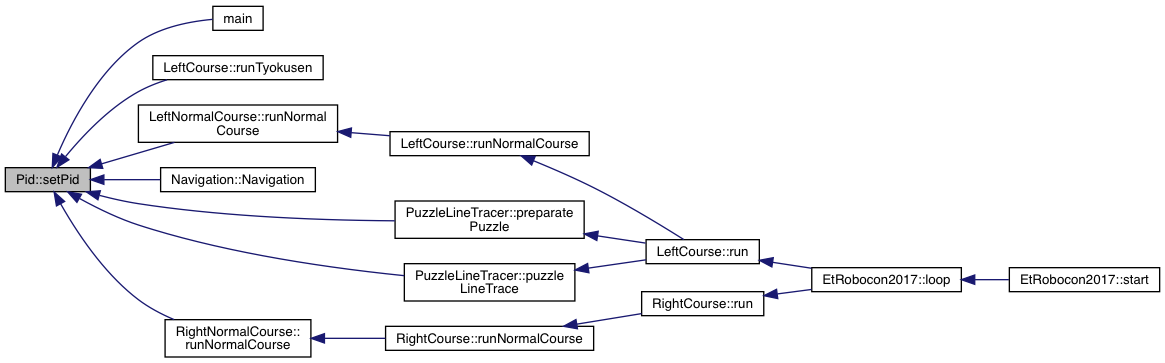 main
LeftCourse::runTyokusen
LeftNormalCourse::runNormal
Course
LeftCourse::runNormalCourse
Pid::setPid
Navigation::Navigation
PuzzleLineTracer::preparate
Puzzle
LeftCourse::run
PuzzleLineTracer::puzzle
LineTrace
EtRobocon2017::loop
EtRobocon2017::start
RightCourse::run
RightNormalCourse::
runNormalCourse
RightCourse::runNormalCourse